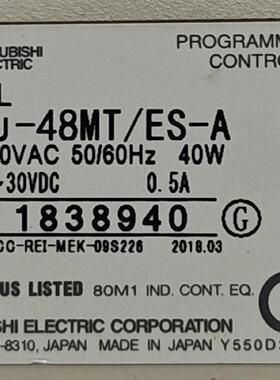 UBISHI PROGRAMM
ECTRIC CONTRO
L
U-48MT/ES-A
0VAC 50/60Hz 40W
~30VDC 0.5A
1838940 G
CC-REI-MEK-09S226 2018.03
US LISTED 80M1 IND. CONT. EQ.
SHI ELECTRIC CORPORATION
-8310, JAPAN MADE IN JAPAN Y550D